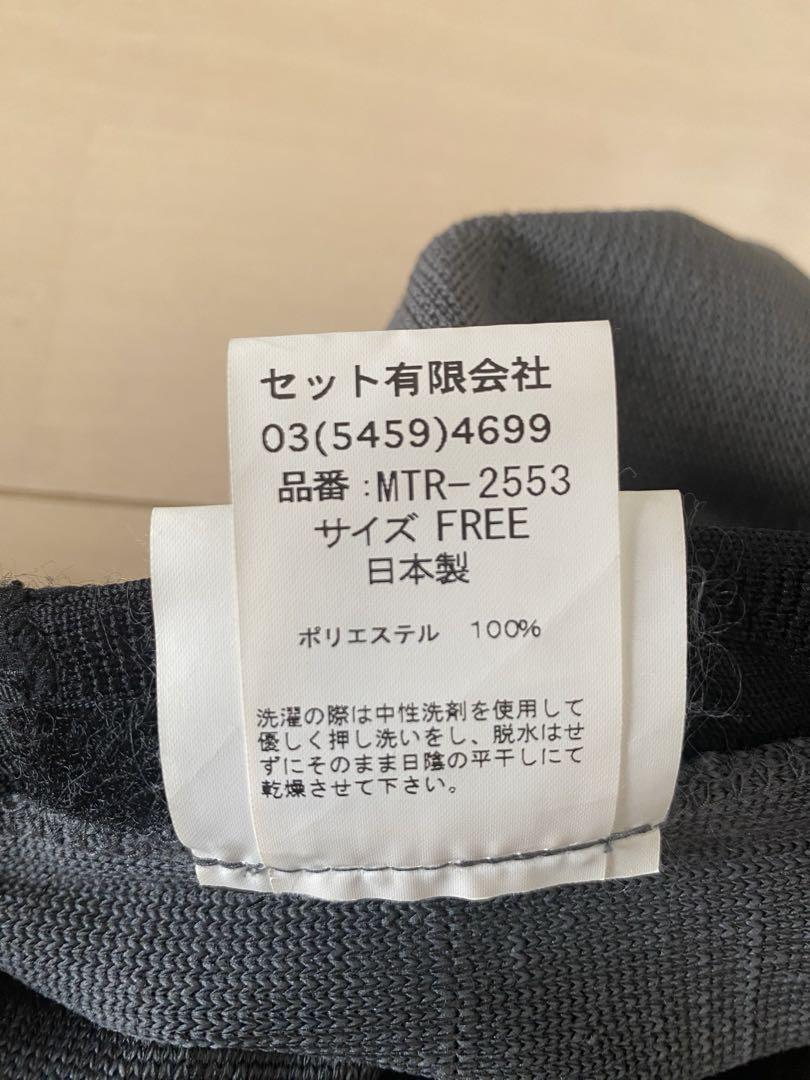 セット有限会社
03(5459)4699
品番:MTR-2553
サイズ FREE
日本製
ポリエステル 100%
洗濯の際は中性洗剤を使用して
優しく押し洗いをし、脱水はせ
ずにそのまま日陰の平干しにて
乾燥させて下さい。